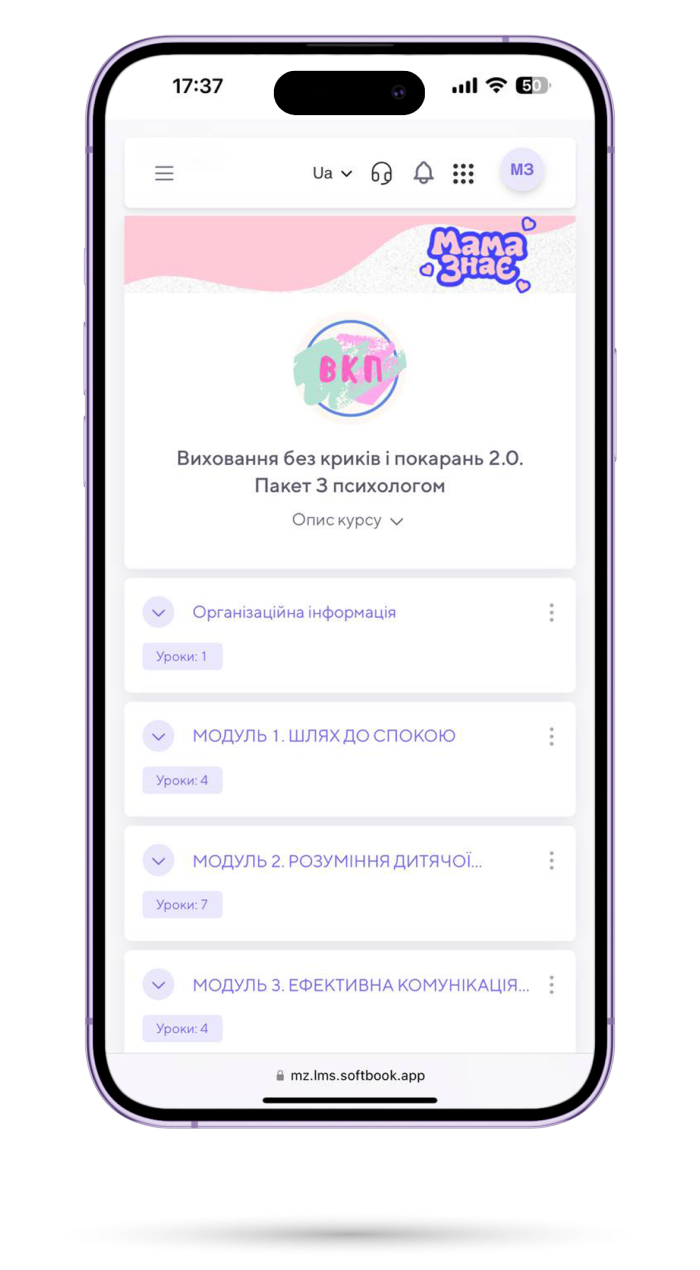 17:37
50
Ua
МЗ
Мама
Знає
ВКП
Виховання без криків і покарань 2.0.
Пакет З психологом
Опис курсу
Організаційна інформація
Уроки: 1
МОДУЛЬ 1. ШЛЯХ ДО СПОКОЮ
Уроки: 4
МОДУЛЬ 2. РОЗУМІННЯ ДИТЯЧОЇ...
Уроки: 7
МОДУЛЬ 3. ЕФЕКТИВНА КОМУНІКАЦІЯ...
Уроки: 4
mz.lms.softbook.app